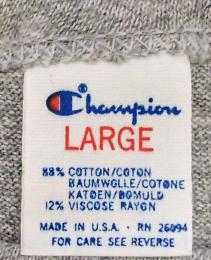 Champion
LARGE
88% COTTON/COTON
BAUMWOLLE/COTONE
KATOEN/BOMULD
12% VISCOSE RAYON
MADE IN U.S.A. · RN 26094
FOR CARE SEE REVERSE